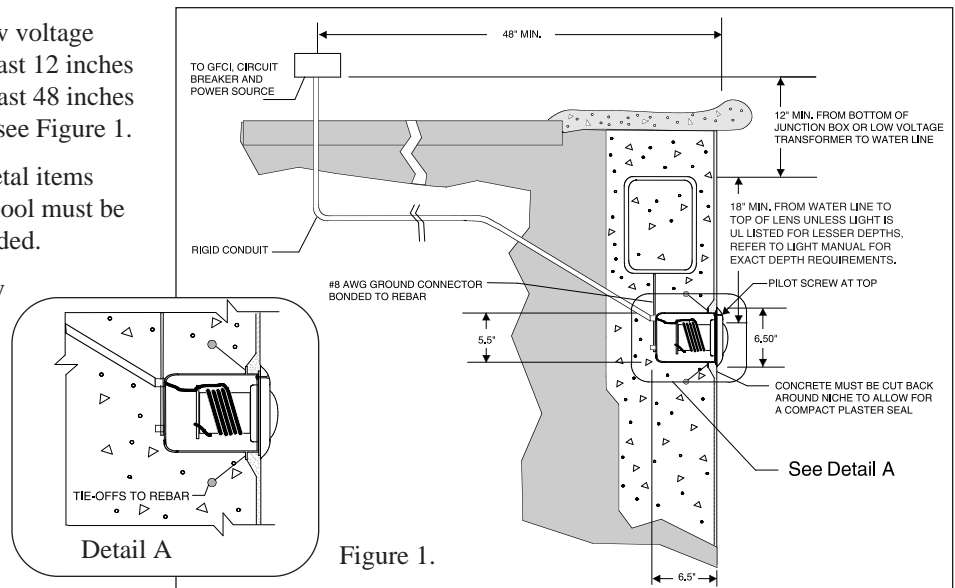 voltage
ast 12 inches
ast 48 inches
see Figure 1.
etal items
ool must be
ded.
48" MIN.
TO GFCI, CIRCUIT
BREAKER AND
POWER SOURCE
12" MIN. FROM BOTTOM OF
JUNCTION BOX OR LOW VOLTAGE
TRANSFORMER TO WATER LINE
18" MIN. FROM WATER LINE TO
TOP OF LENS UNLESS LIGHT IS
UL LISTED FOR LESSER DEPTHS,
REFER TO LIGHT MANUAL FOR
EXACT DEPTH REQUIREMENTS.
RIGID CONDUIT
#8 AWG GROUND CONNECTOR
BONDED TO REBAR
PILOT SCREW AT TOP
5.5"
6.50"
CONCRETE MUST BE CUT BACK
AROUND NICHE TO ALLOW FOR
A COMPACT PLASTER SEAL
See Detail A
TIE-OFFS TO REBAR
Detail A
Figure 1.
6.5"